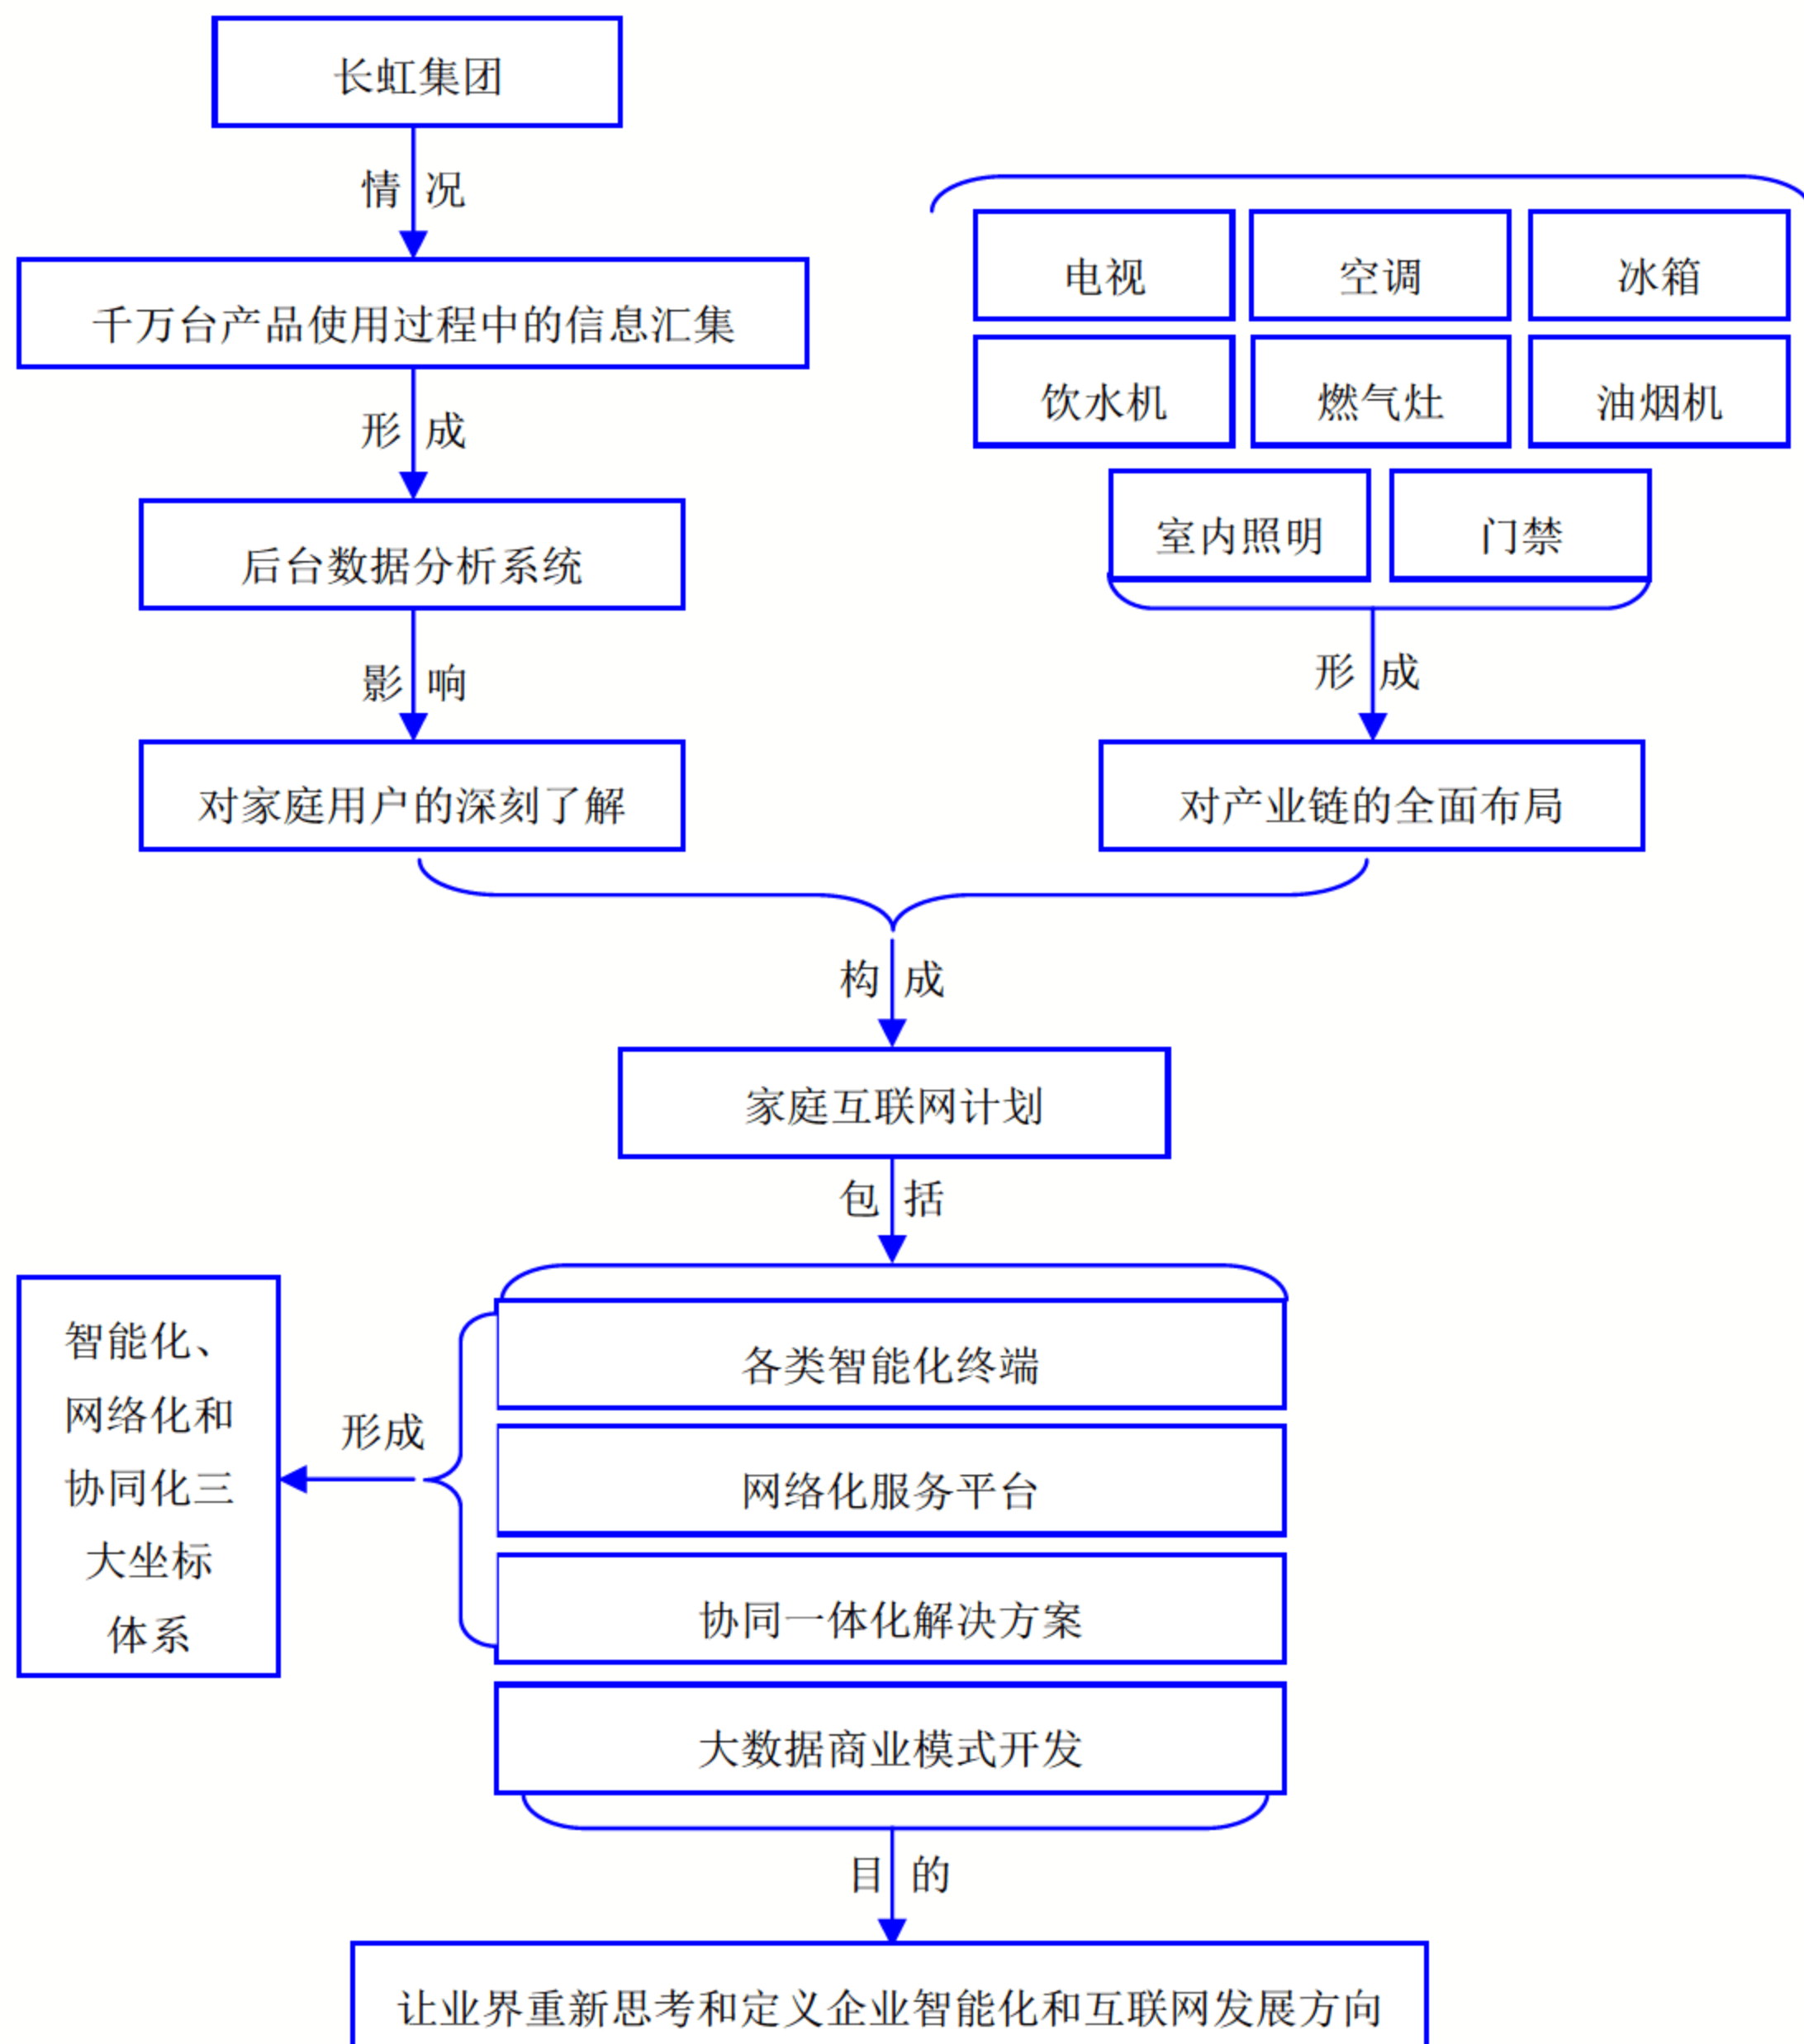 长虹集团
情况
千万台产品使用过程中的信息汇集
形成
后台数据分析系统
影响
对家庭用户的深刻了解
电视
空调
冰箱
饮水机
燃气灶
油烟机
室内照明
门禁
形成
对产业链的全面布局
构成
家庭互联网计划
包括
各类智能化终端
网络化服务平台
协同一体化解决方案
大数据商业模式开发
形成
智能化、
网络化和
协同化三
大坐标
体系
目的
让业界重新思考和定义企业智能化和互联网发展方向